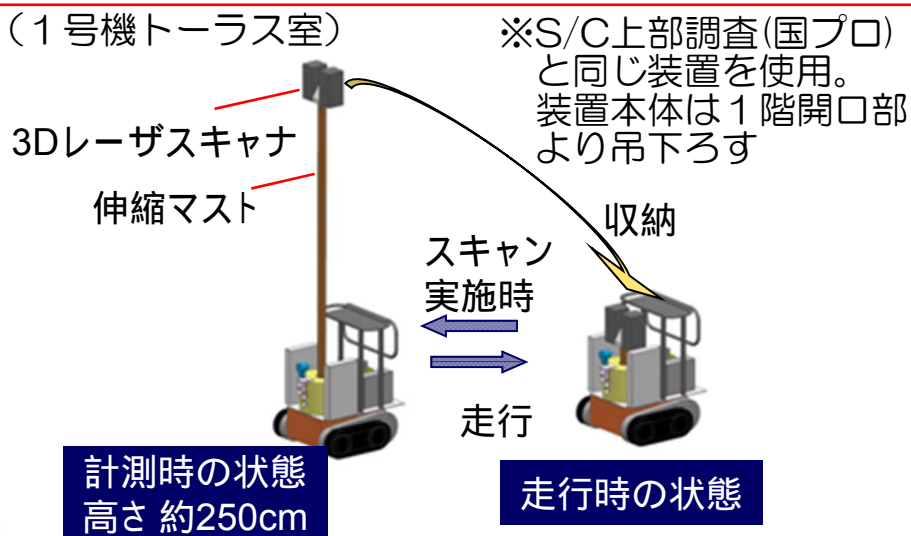 (１号機トーラス室)
※S/C上部調査(国プロ)
と同じ装置を使用。
装置本体は１階開口部
より吊下ろす
3Dレーザスキャナ
伸縮マスト
収納
スキャン
実施時
走行
計測時の状態
高さ 約250cm
走行時の状態